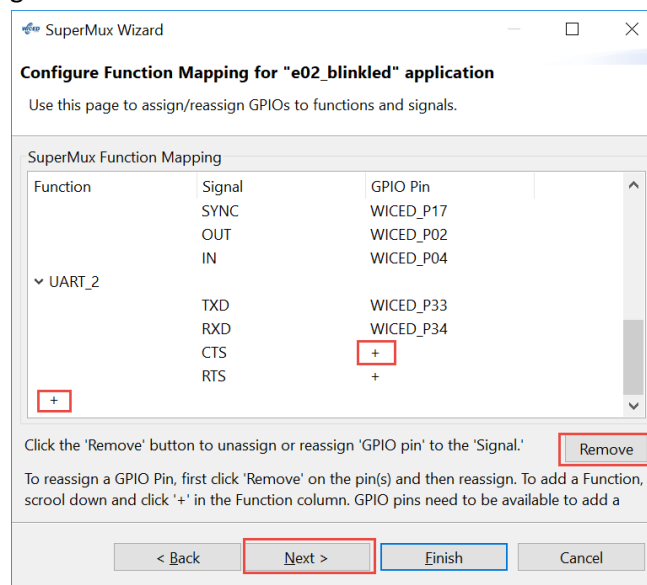 SuperMux Wizard
Configure Function Mapping for "e02_blinkled" application
Use this page to assign/reassign GPIOs to functions and signals.
SuperMux Function Mapping
Function Signal GPIO Pin
SYNC WICED_P17
OUT WICED_P02
IN WICED_P04
UART_2
TXD WICED_P33
RXD WICED_P34
CTS +
RTS +
+
Click the 'Remove' button to unassign or reassign 'GPIO pin' to the 'Signal.' Remove
To reassign a GPIO Pin, first click 'Remove' on the pin(s) and then reassign. To add a Function,
scrool down and click '+' in the Function column. GPIO pins need to be available to add a
< Back Next > Finish Cancel